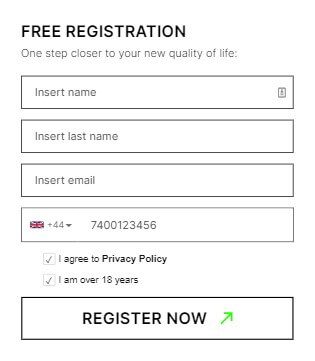 FREE REGISTRATION
One step closer to your new quality of life:
Insert name
Insert last name
Insert email
+44 7400123456
I agree to Privacy Policy
I am over 18 years
REGISTER NOW